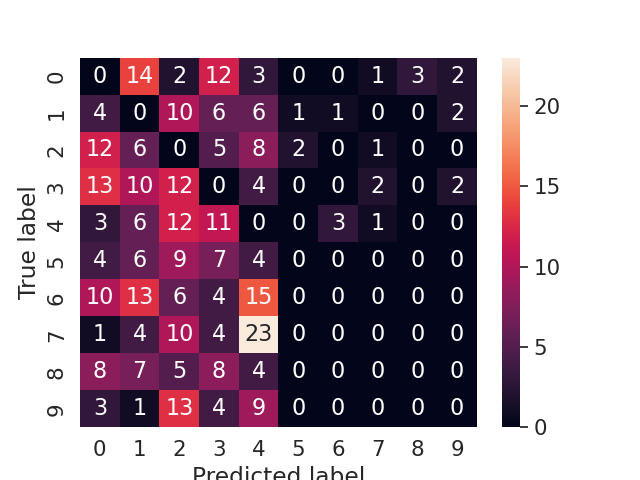 0 0 14 2 12 3 0 0 1 3 2
1 4 0 10 6 6 1 1 0 0 2
2 12 6 0 5 8 2 0 1 0 0
3 13 10 12 0 4 0 0 2 0 2
4 3 6 12 11 0 0 3 1 0 0
5 4 6 9 7 4 0 0 0 0 0
6 10 13 6 4 15 0 0 0 0 0
7 1 4 10 4 23 0 0 0 0 0
8 8 7 5 8 4 0 0 0 0 0
9 3 1 13 4 9 0 0 0 0 0
0 1 2 3 4 5 6 7 8 9
True label
Predicted label
20
15
10
5
0